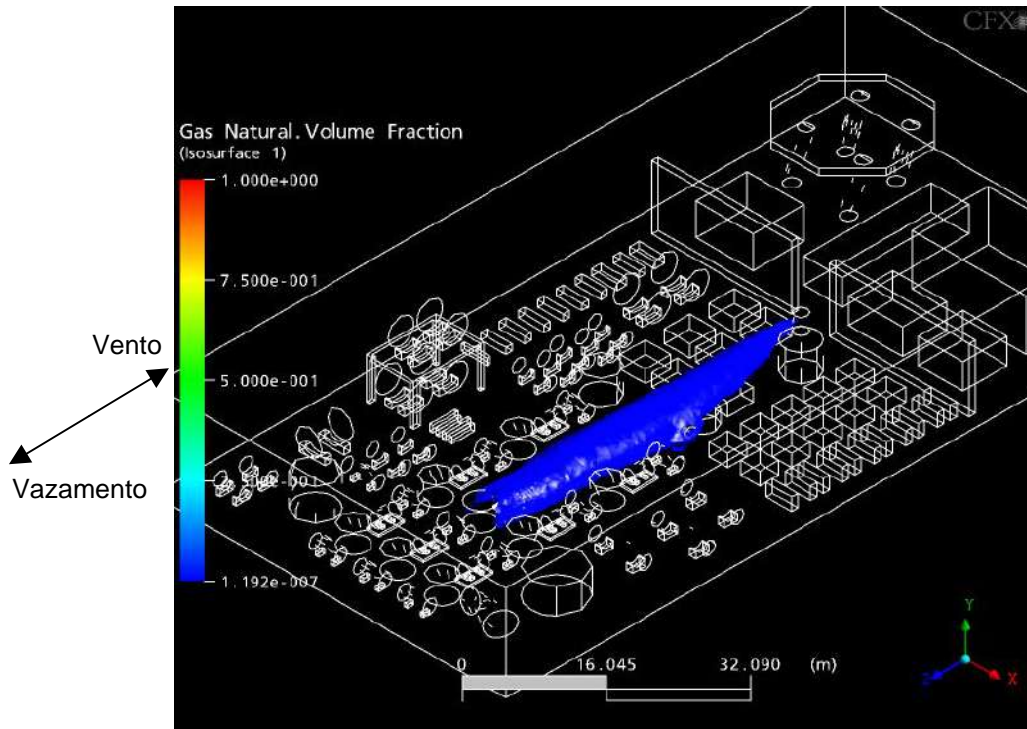 CFX
Gas Natural.Volume Fraction
(Isosurface 1)
1.000e+000
7.500e-001
Vento
5.000e-001
Vazamento
1.192e-007
0 16.045 32.090 (m)
Y
Z X